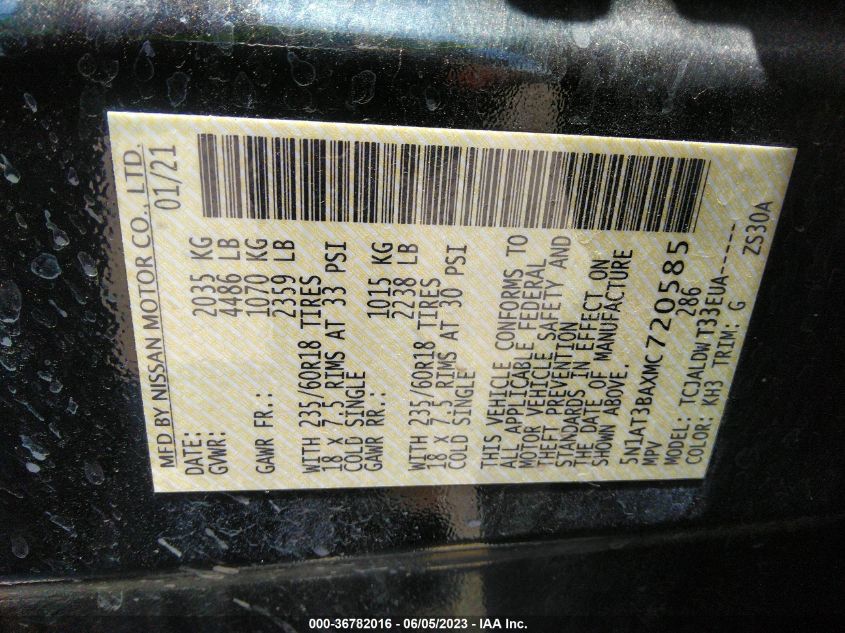 MFD BY NISSAN MOTOR CO., LTD.
DATE: 01/21
GVWR: 2035 KG
4486 LB
GAWR FR.: 1070 KG
2359 LB
WITH 235/60R18 TIRES
18 X 7.5 RIMS AT 33 PSI
COLD SINGLE
GAWR RR.: 1015 KG
2238 LB
WITH 235/60R18 TIRES
18 X 7.5 RIMS AT 30 PSI
COLD SINGLE
THIS VEHICLE CONFORMS TO
ALL APPLICABLE FEDERAL
MOTOR VEHICLE SAFETY AND
THEFT PREVENTION
STANDARDS IN EFFECT ON
THE DATE OF MANUFACTURE
SHOWN ABOVE.
5N1AT3BAXMC720585
MPV 286
MODEL: TCJALDWT33EUA------
COLOR: KH3 TRIM: G
ZS30A
000-36782016 - 06/05/2023 - IAA Inc.